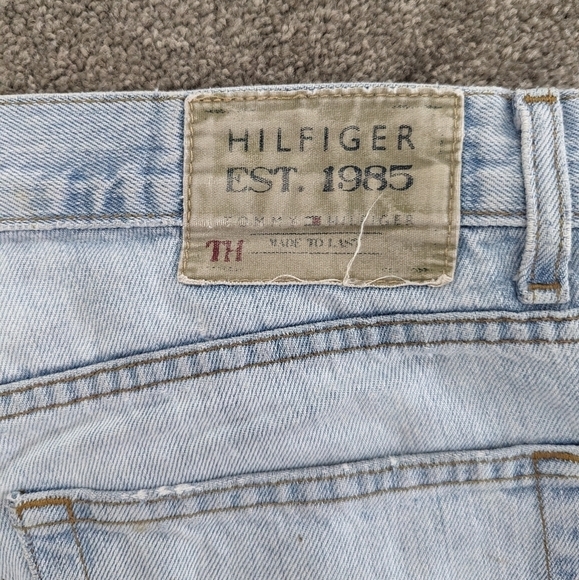 HILFIGER
EST. 1985
TOMMY HILFIGER
TH
MADE TO LAST